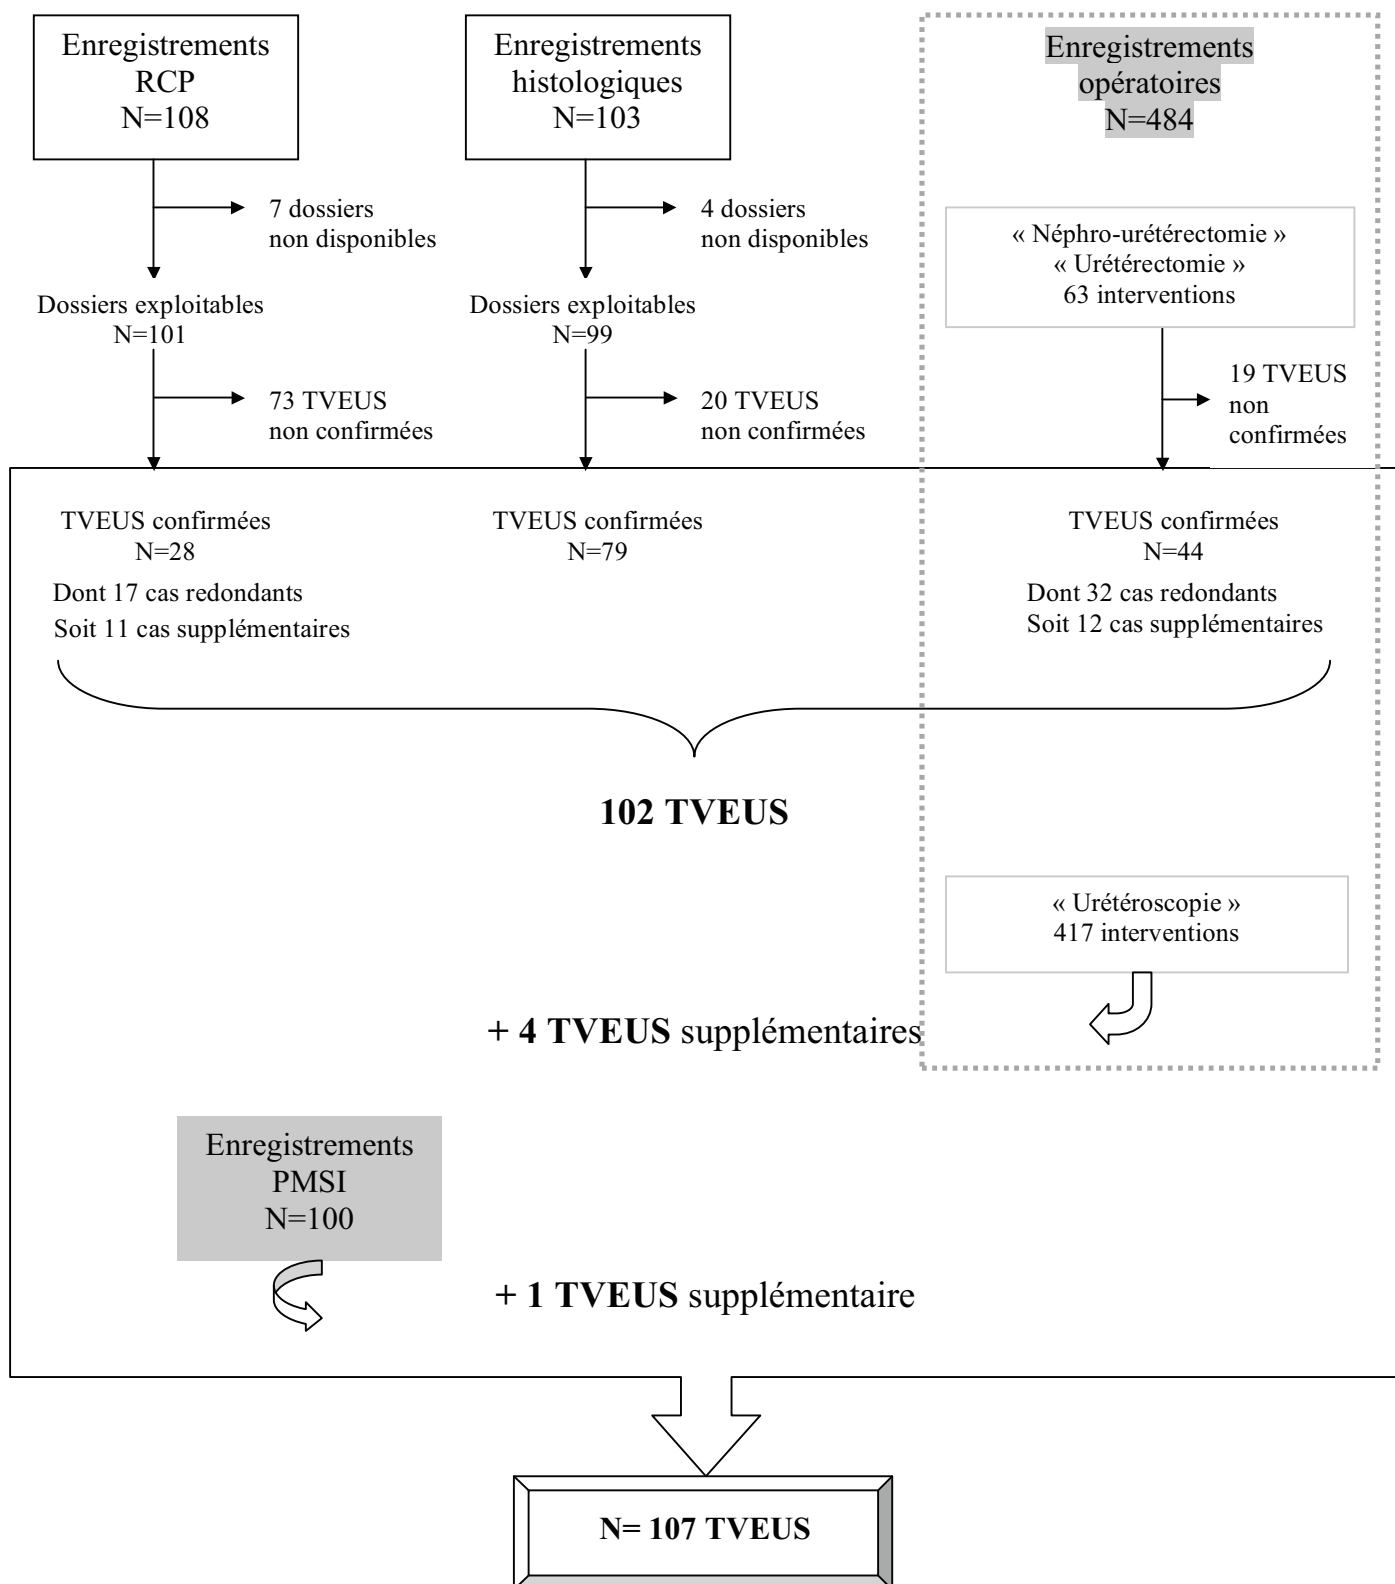 Enregistrements
RCP
N=108
Enregistrements
histologiques
N=103
Enregistrements
opératoires
N=484
7 dossiers
non disponibles
4 dossiers
non disponibles
« Néphro-urétérectomie »
« Urétérectomie »
63 interventions
Dossiers exploitables
N=101
Dossiers exploitables
N=99
73 TVEUS
non confirmées
20 TVEUS
non confirmées
19 TVEUS
non
confirmées
TVEUS confirmées
N=28
Dont 17 cas redondants
Soit 11 cas supplémentaires
TVEUS confirmées
N=79
TVEUS confirmées
N=44
Dont 32 cas redondants
Soit 12 cas supplémentaires
102 TVEUS
« Urétéroscopie »
417 interventions
+ 4 TVEUS supplémentaires
Enregistrements
PMSI
N=100
+ 1 TVEUS supplémentaire
N= 107 TVEUS